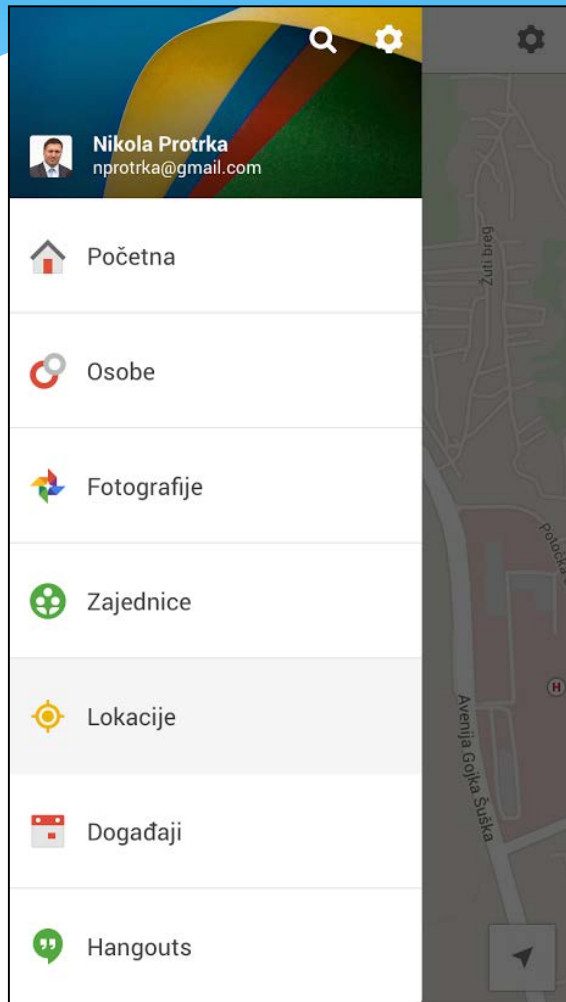 Nikola Protrka
nprotrka@gmail.com
Početna
Osobe
Fotografije
Zajednice
Lokacije
Događaji
Hangouts
Žuti breg
Potočka
H
Avenija Gojka Šuška